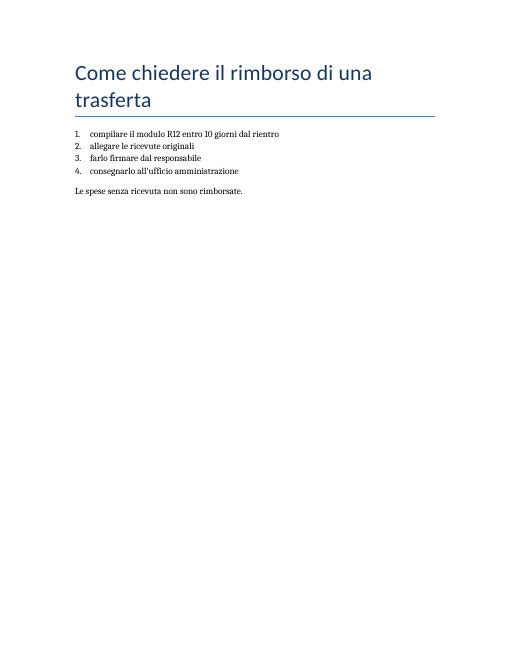 Come chiedere il rimborso di una
trasferta
1. compilare il modulo R12 entro 10 giorni dal rientro
2. allegare le ricevute originali
3. farlo firmare dal responsabile
4. consegnarlo all'ufficio amministrazione
Le spese senza ricevuta non sono rimborsate.